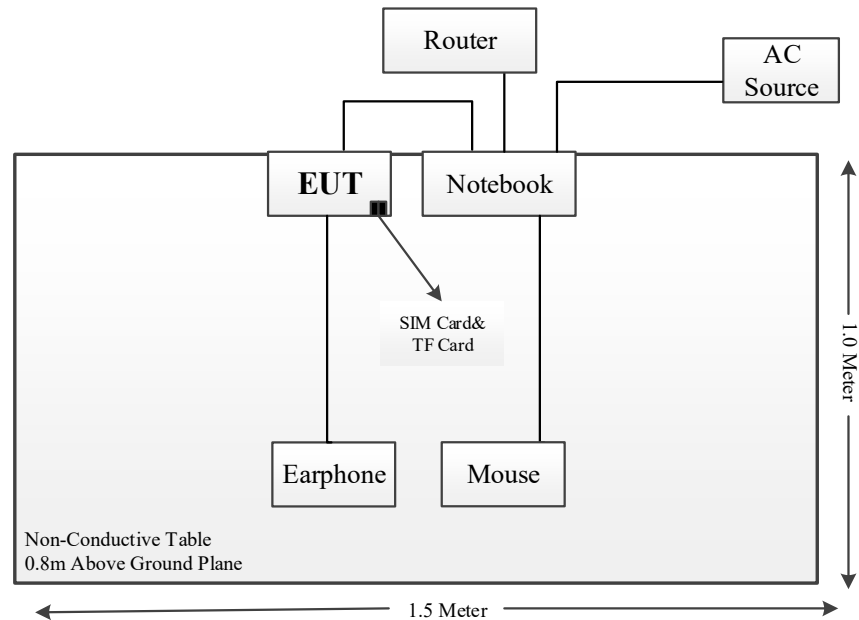 Router
AC
Source
EUT
Notebook
SIM Card&
TF Card
1.0 Meter
Earphone
Mouse
Non-Conductive Table
0.8m Above Ground Plane
1.5 Meter